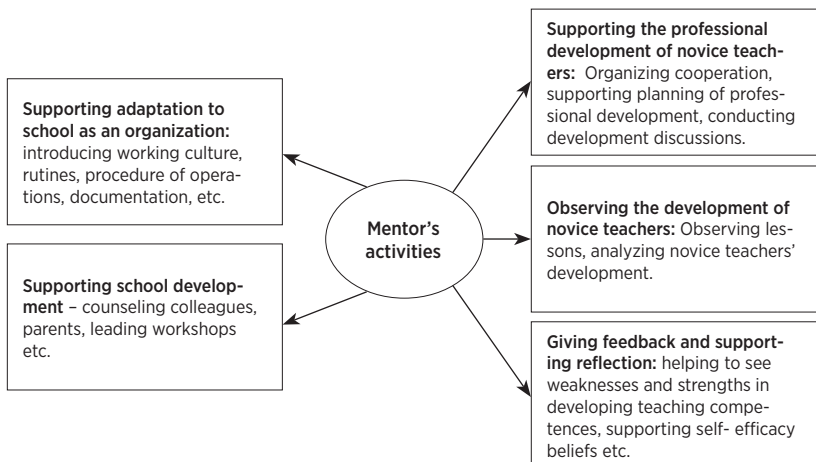 Supporting adaptation to
school as an organization:
introducing working culture,
rutines, procedure of opera-
tions, documentation, etc.
Supporting school develop-
ment – counseling colleagues,
parents, leading workshops
etc.
Mentor's
activities
Supporting the professional
development of novice teach-
ers: Organizing cooperation,
supporting planning of profes-
sional development, conducting
development discussions.
Observing the development of
novice teachers: Observing les-
sons, analyzing novice teachers'
development.
Giving feedback and support-
ing reflection: helping to see
weaknesses and strengths in
developing teaching compe-
tences, supporting self- efficacy
beliefs etc.